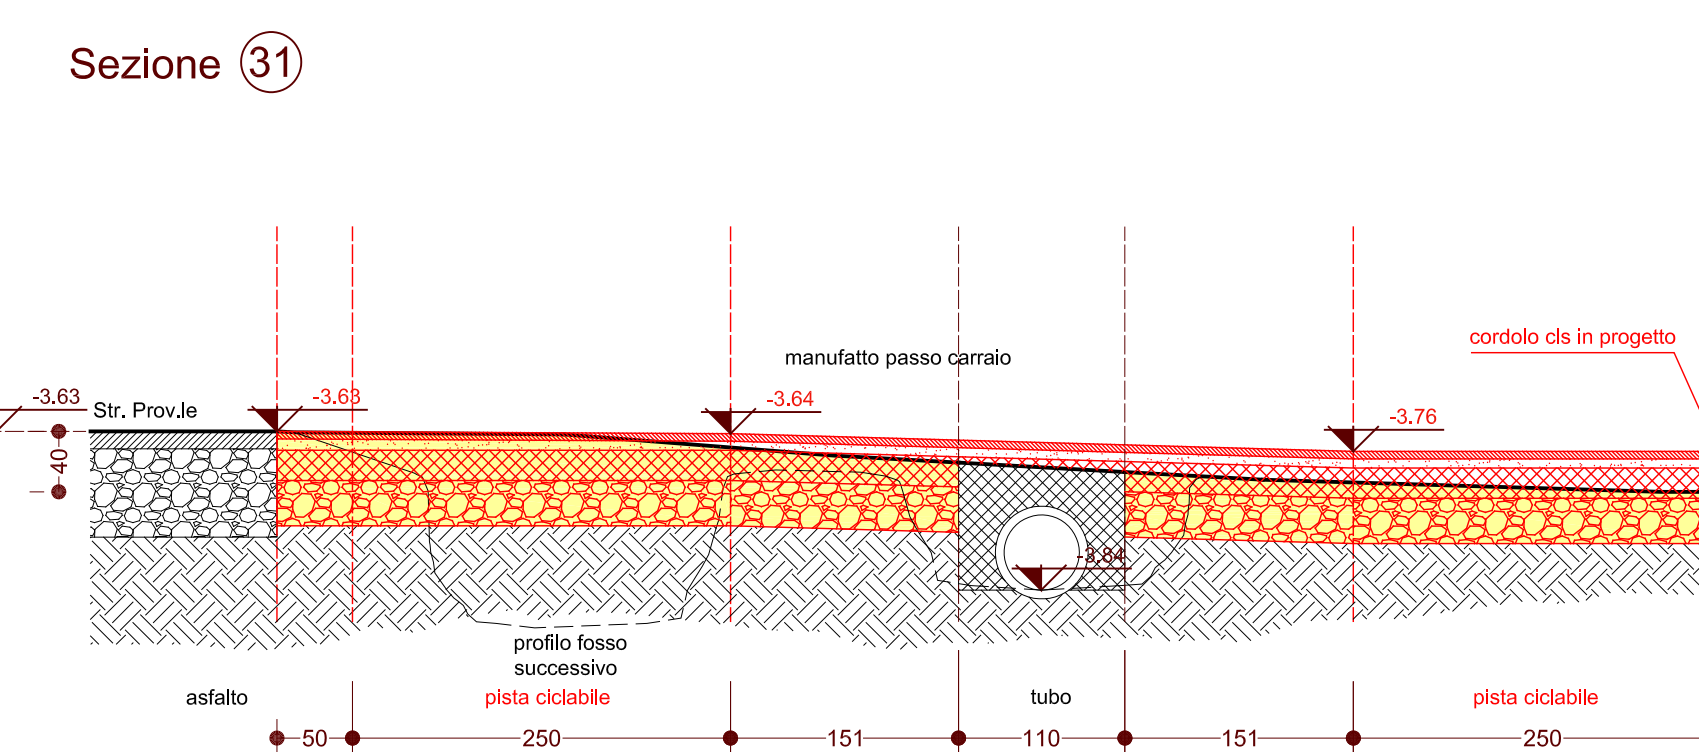 Sezione 31
cordolo cls in progetto
manufatto passo carraio
-3.63
-3.63
-3.64
-3.76
Str. Prov.le
40
-3.84
profilo fosso
successivo
asfalto
pista ciclabile
tubo
pista ciclabile
50
250
151
110
151
250